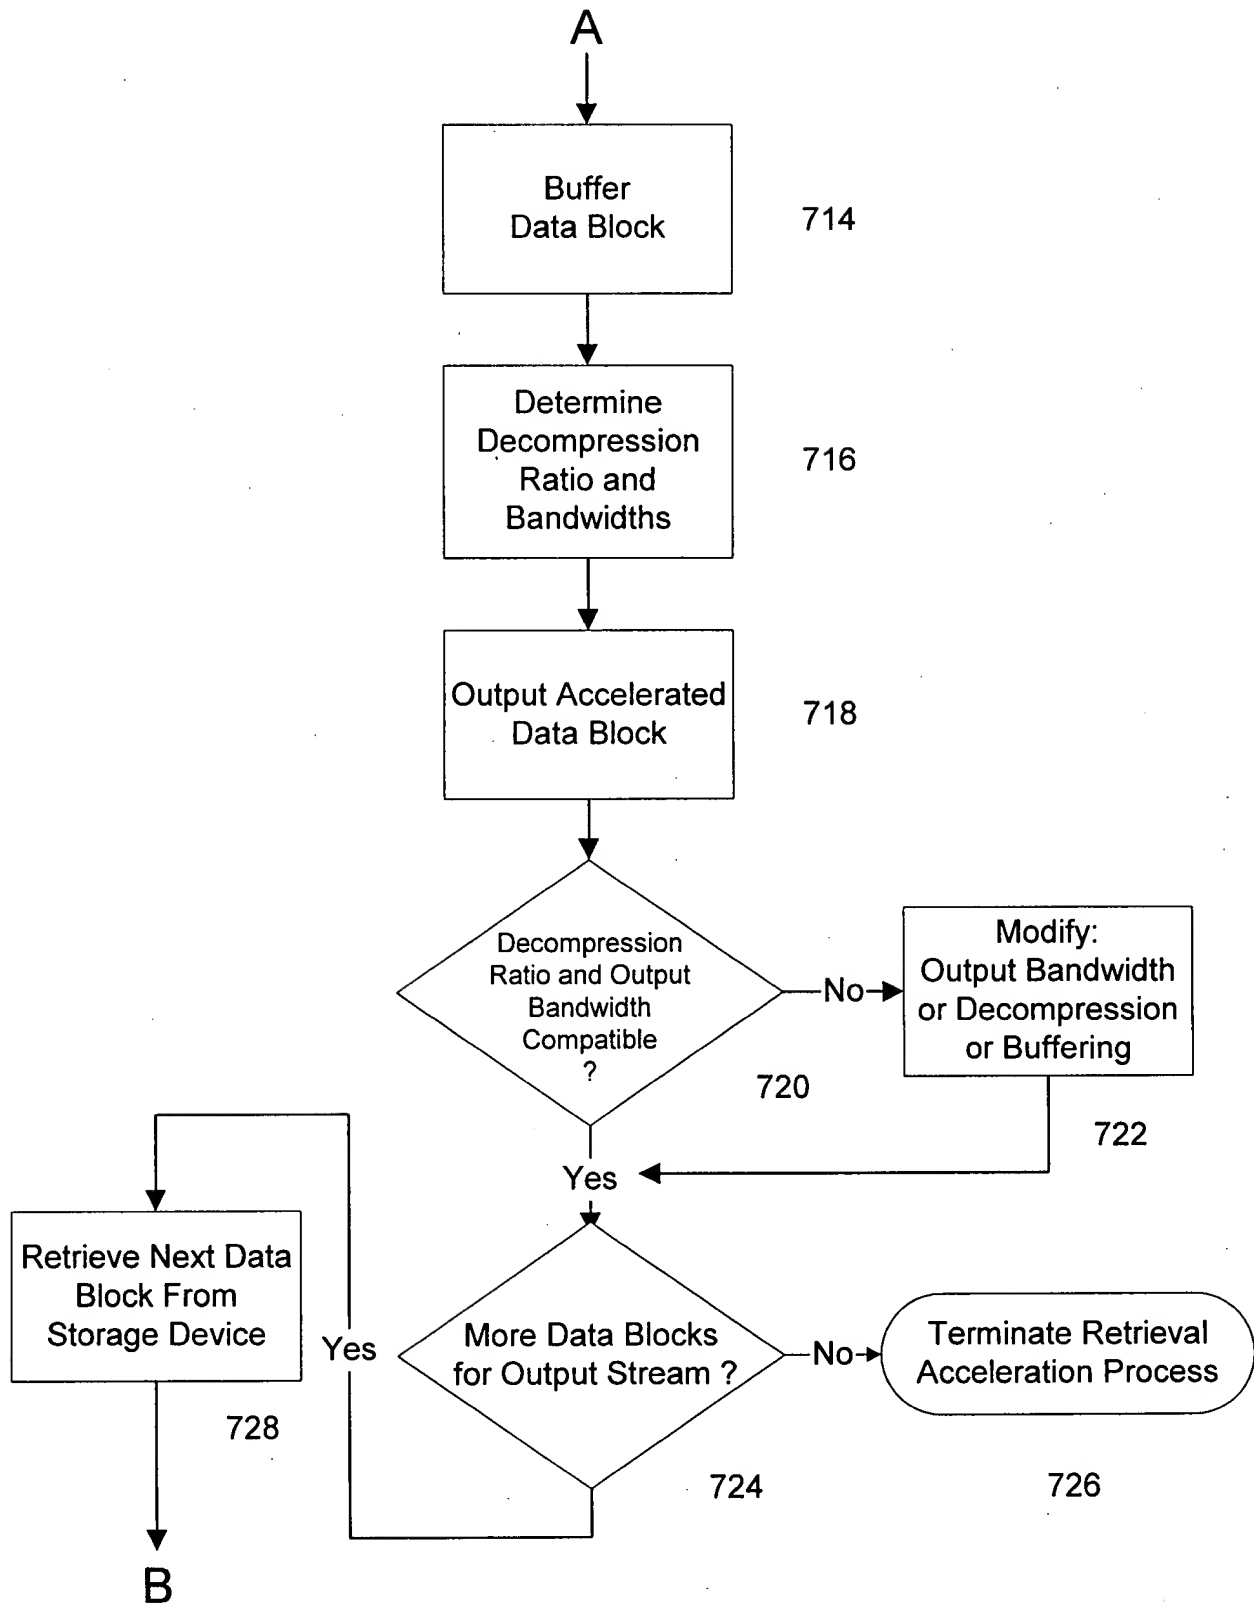 A
Buffer
Data Block
714
Determine
Decompression
Ratio and
Bandwidths
716
Output Accelerated
Data Block
718
Decompression
Ratio and Output
Bandwidth
Compatible
?
720
No
Modify:
Output Bandwidth
or Decompression
or Buffering
722
Yes
More Data Blocks
for Output Stream ?
724
No
Terminate Retrieval
Acceleration Process
726
Yes
Retrieve Next Data
Block From
Storage Device
728
B